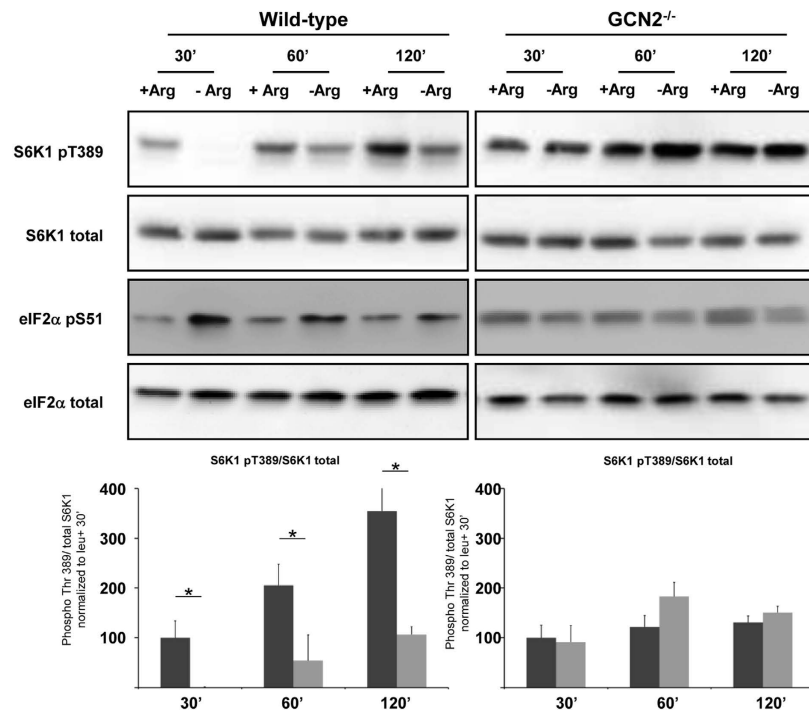 Wild-type GCN2-/-
30’ 60’ 120’ 30’ 60’ 120’
+Arg - Arg + Arg -Arg +Arg -Arg +Arg -Arg +Arg -Arg +Arg -Arg
S6K1 pT389
S6K1 total
eIF2α pS51
eIF2α total
S6K1 pT389/S6K1 total
Phospho Thr 389/ total S6K1
normalized to leu+ 30’
400
300
200
100
* * *
30’ 60’ 120’
S6K1 pT389/S6K1 total
Phospho Thr 389/ total S6K1
normalized to leu+ 30’
400
300
200
100
30’ 60’ 120’